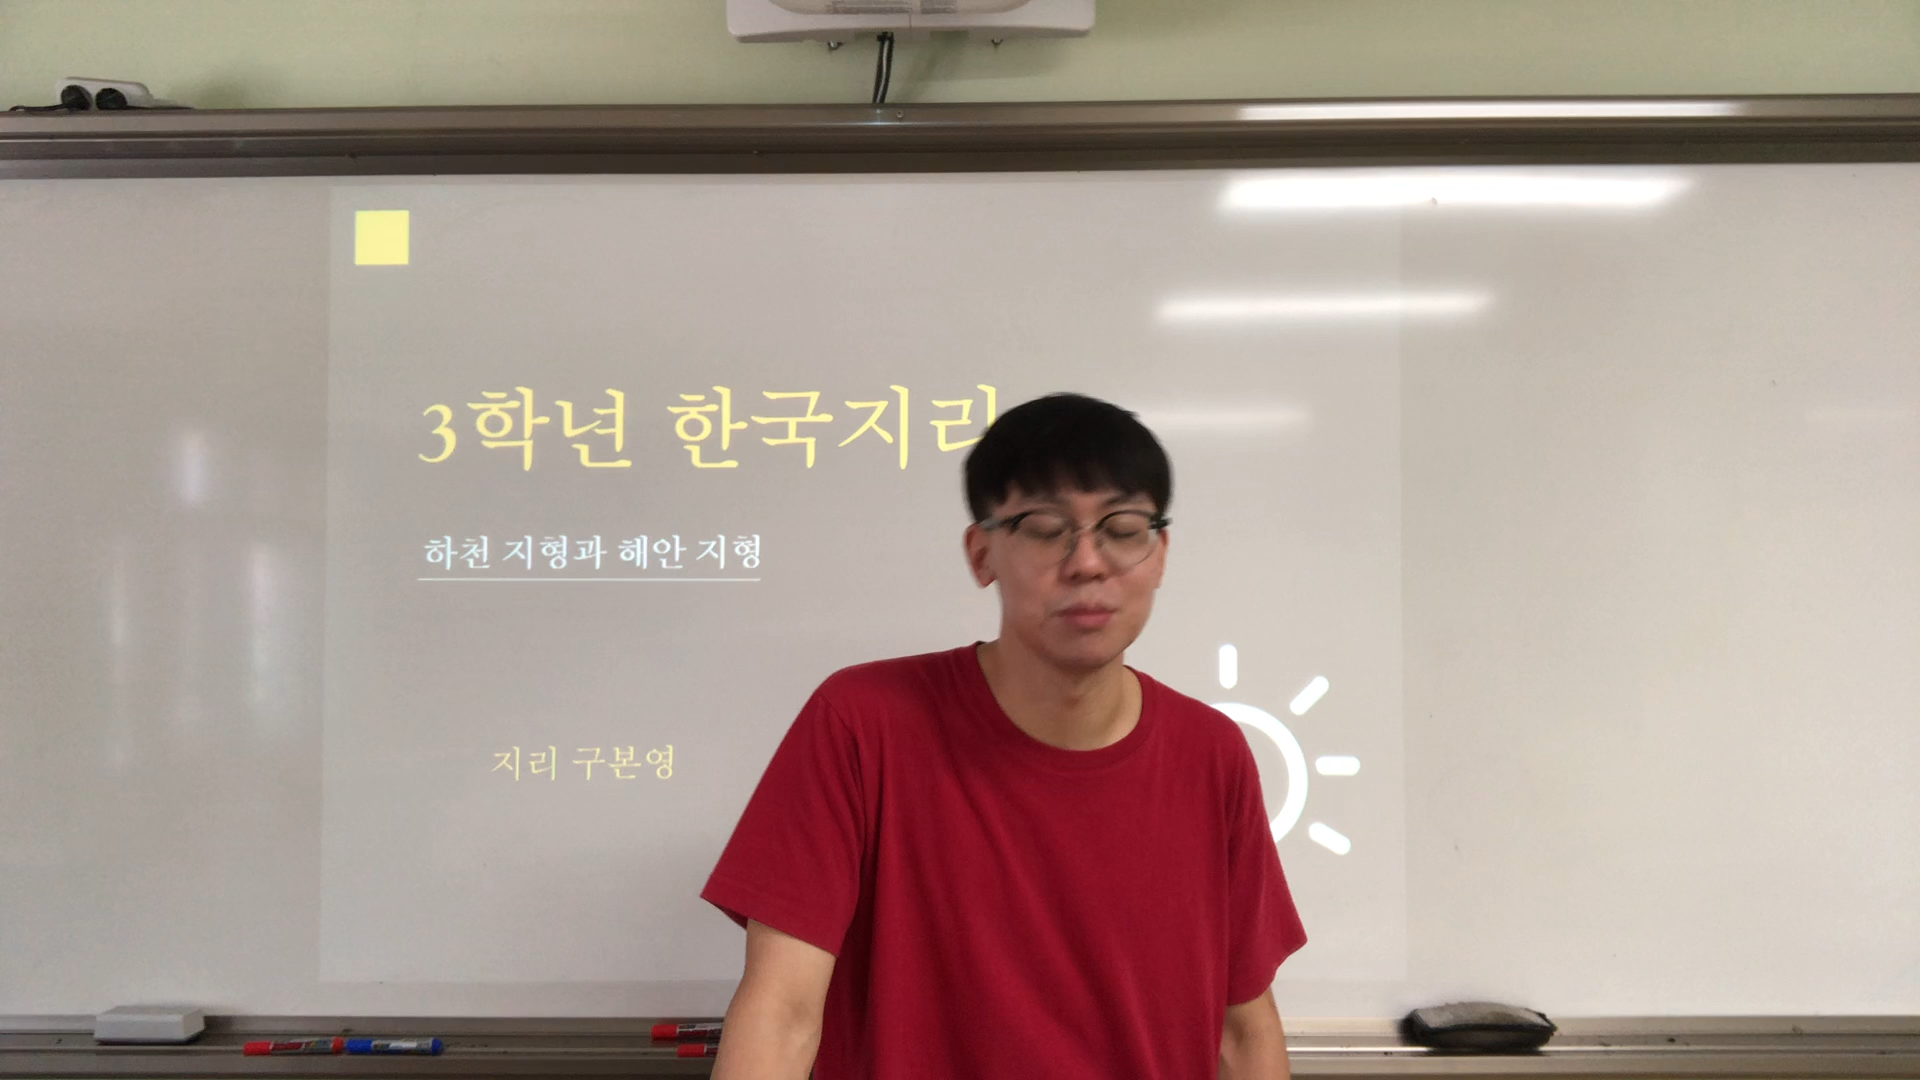 3학년 한국지리
하천 지형과 해안 지형
지리 구본영